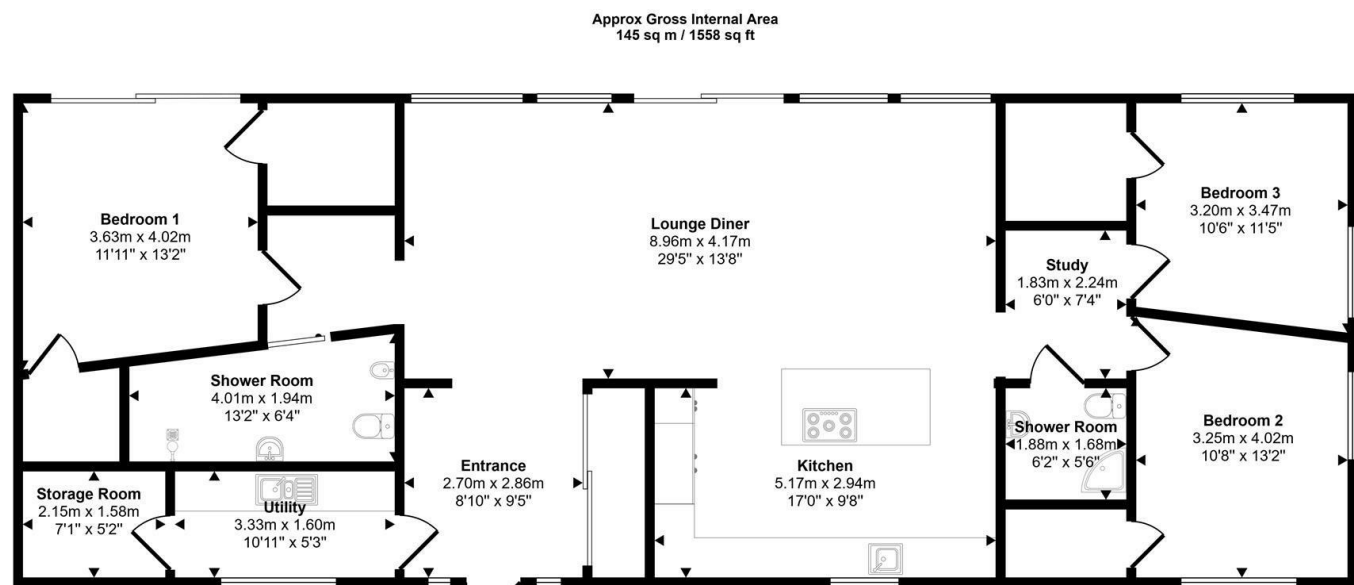 Approx Gross Internal Area
145 sq m / 1558 sq ft
Bedroom 1
3.63m x 4.02m
11'11" x 13'2"
Lounge Diner
8.96m x 4.17m
29'5" x 13'8"
Bedroom 3
3.20m x 3.47m
10'6" x 11'5"
Study
1.83m x 2.24m
6'0" x 7'4"
Shower Room
4.01m x 1.94m
13'2" x 6'4"
Shower Room
1.88m x 1.68m
6'2" x 5'6"
Bedroom 2
3.25m x 4.02m
10'8" x 13'2"
Storage Room
2.15m x 1.58m
7'1" x 5'2"
Utility
3.33m x 1.60m
10'11" x 5'3"
Entrance
2.70m x 2.86m
8'10" x 9'5"
Kitchen
5.17m x 2.94m
17'0" x 9'8"